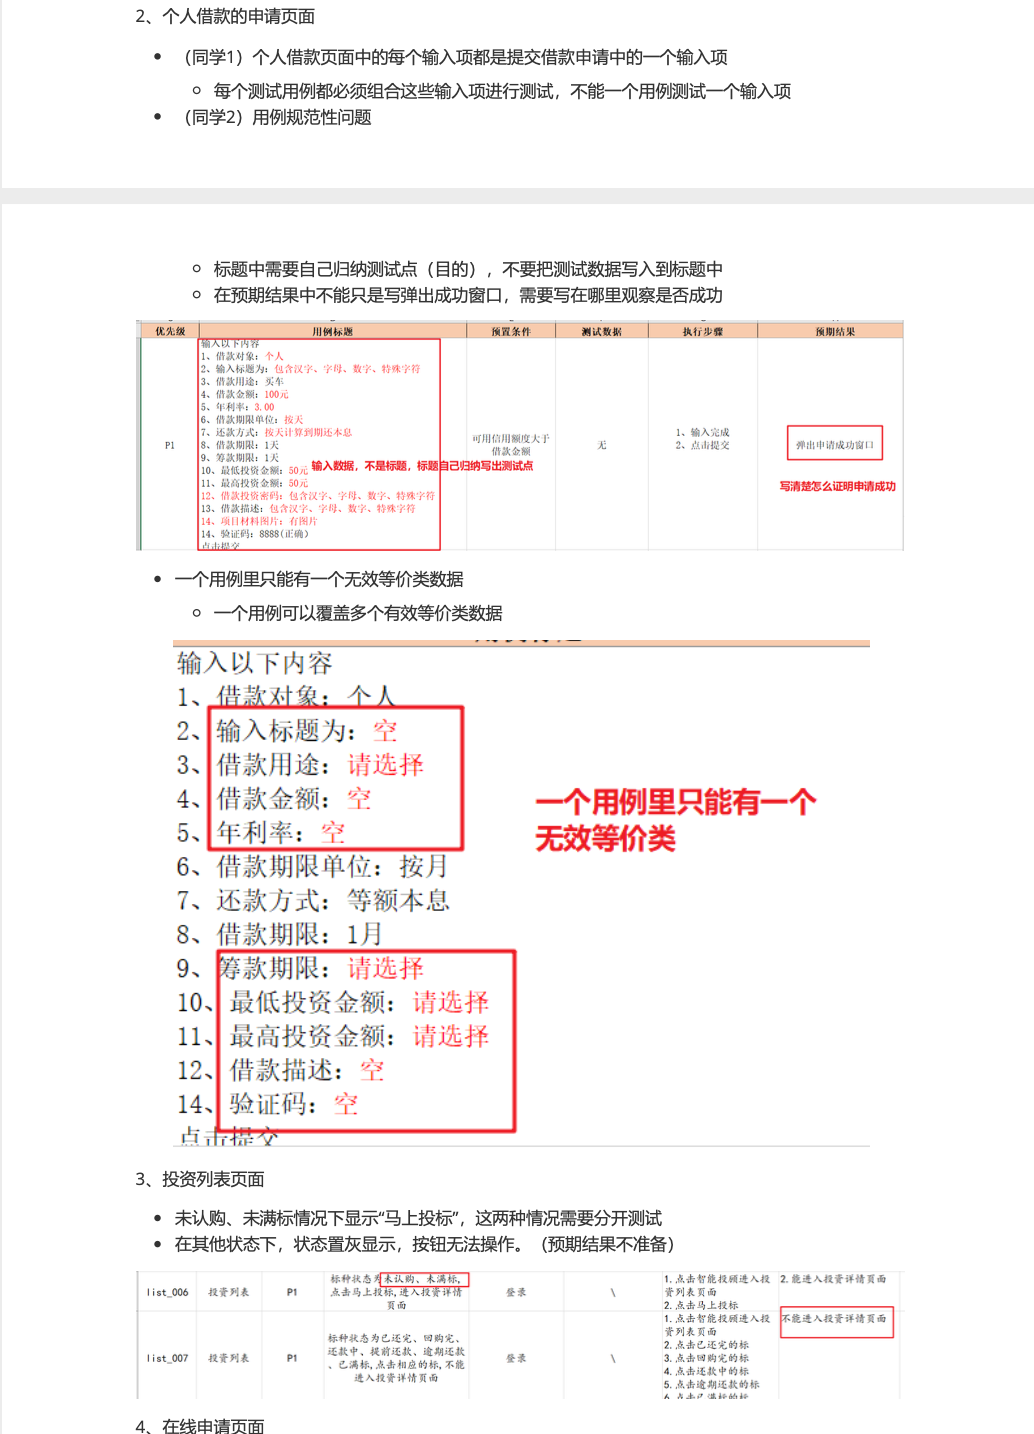 2、个人借款的申请页面
（同学1）个人借款页面中的每个输入项都是提交借款申请中的一个输入项
每个测试用例都必须组合这些输入项进行测试，不能一个用例测试一个输入项
（同学2）用例规范性问题
标题中需要自己归纳测试点（目的），不要把测试数据写入到标题中
在预期结果中不能只是写弹出成功窗口，需要写在哪里观察是否成功
优先级 用例标题 预置条件 测试数据 执行步骤 预期结果
输入以下内容
1、借款对象：个人
2、输入标题为：包含汉字、字母、数字、特殊字符
3、借款用途：买车
4、借款金额：100元
5、年利率：3.00
6、借款期限单位：按天
7、还款方式：按天计算到期还本息
8、借款期限：1天
9、筹款期限：1天
10、最低投资金额：50元
11、最高投资金额：50元
12、借款投资密码：包含汉字、字母、数字、特殊字符
13、借款描述：包含汉字、字母、数字、特殊字符
14、项目材料图片：有图片
14、验证码：8888(正确)
点击提交
P1
输入数据，不是标题，标题自己归纳写出测试点
可用信用额度大于
借款金额
无
1、输入完成
2、点击提交
弹出申请成功窗口
写清楚怎么证明申请成功
一个用例里只能有一个无效等价类数据
一个用例可以覆盖多个有效等价类数据
输入以下内容
1、借款对象：个人
2、输入标题为：空
3、借款用途：请选择
4、借款金额：空
5、年利率：空
6、借款期限单位：按月
7、还款方式：等额本息
8、借款期限：1月
9、筹款期限：请选择
10、最低投资金额：请选择
11、最高投资金额：请选择
12、借款描述：空
14、验证码：空
点击提交
一个用例里只能有一个
无效等价类
3、投资列表页面
未认购、未满标情况下显示“马上投标”，这两种情况需要分开测试
在其他状态下，状态置灰显示，按钮无法操作。（预期结果不准备）
list_006
投资列表
P1
标种状态为未认购、未满标,
点击马上投标,进入投资详情
页面
登录
\
1.点击智能投顾进入投
资列表页面
2.点击马上投标
2.能进入投资详情页面
list_007
投资列表
P1
标种状态为已还完、回购完、
还款中、提前还款、逾期还款
、已满标,点击相应的标,不能
进入投资详情页面
登录
\
1.点击智能投顾进入投
资列表页面
2.点击已还完的标
3.点击回购完的标
4.点击还款中的标
5.点击逾期还款的标
6.点击已满标的标
不能进入投资详情页面
4、在线申请页面